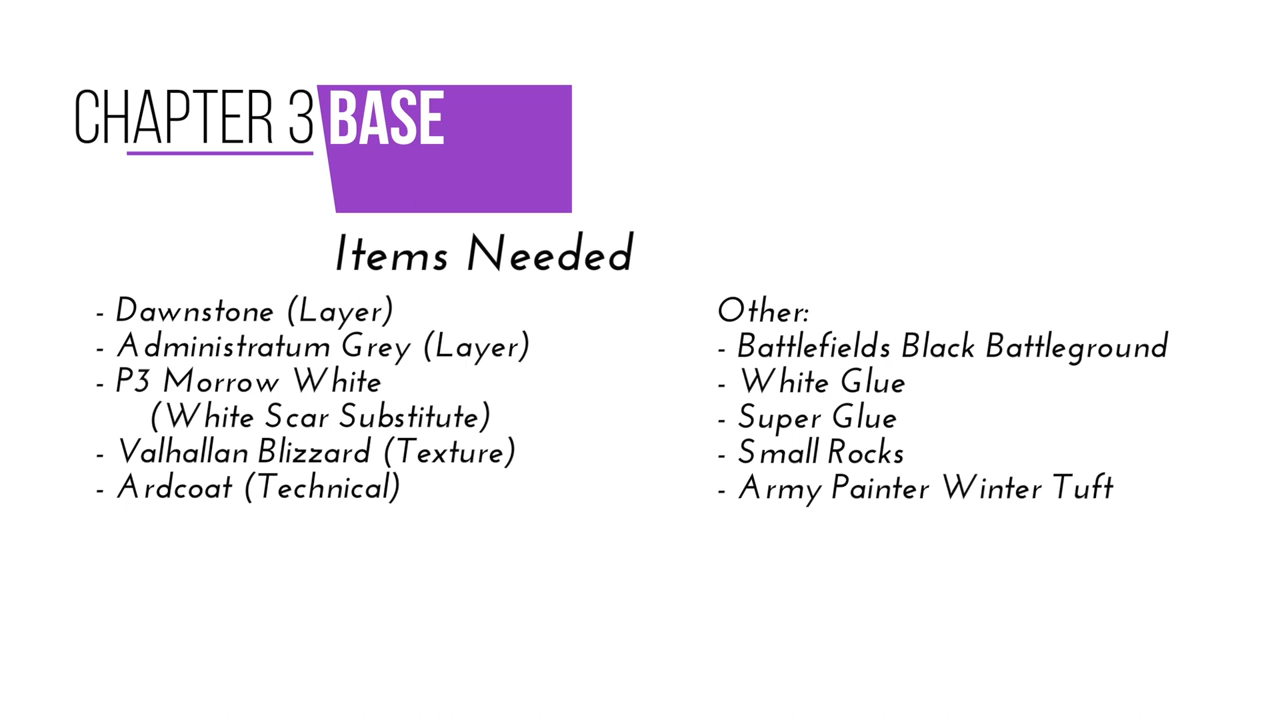 CHAPTER 3 BASE
Items Needed
- Dawnstone (Layer)
- Administratum Grey (Layer)
- P3 Morrow White
(White Scar Substitute)
- Valhallan Blizzard (Texture)
- Ardcoat (Technical)
Other:
- Battlefields Black Battleground
- White Glue
- Super Glue
- Small Rocks
- Army Painter Winter Tuft